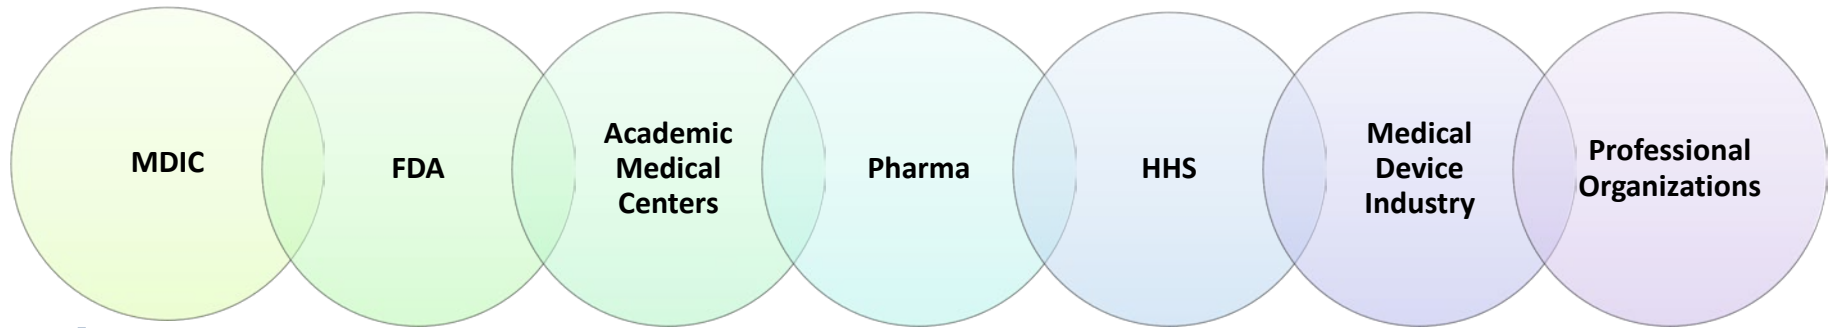 MDIC
FDA
Academic
Medical
Centers
Pharma
HHS
Medical
Device
Industry
Professional
Organizations